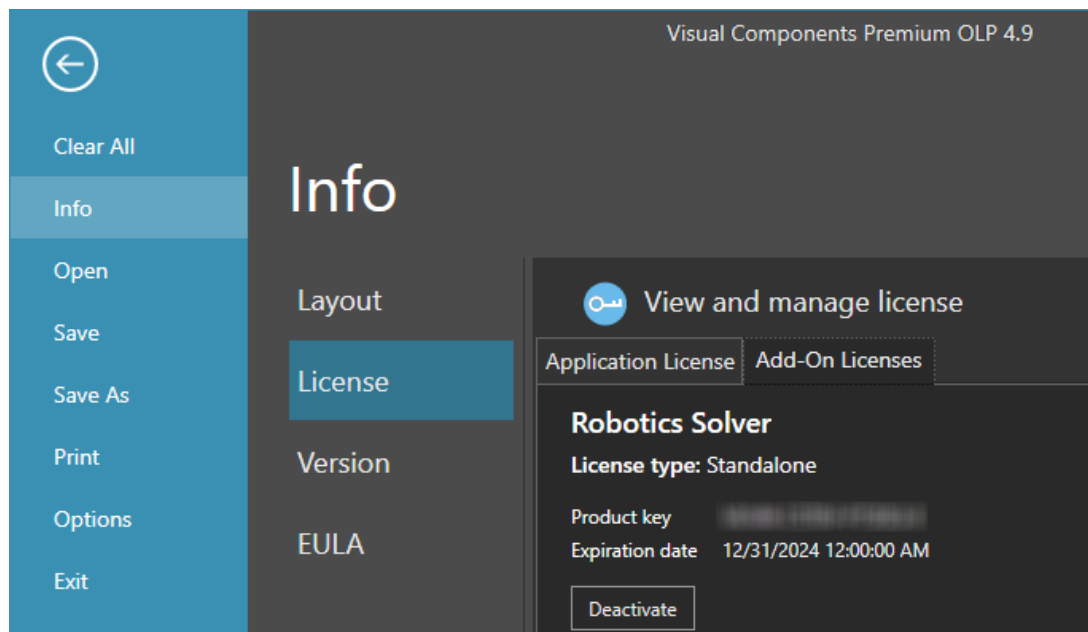 Visual Components Premium OLP 4.9
Clear All
Info
Open
Save
Save As
Print
Options
Exit
Info
Layout
License
Version
EULA
View and manage license
Application License
Add-On Licenses
Robotics Solver
License type: Standalone
Product key
Expiration date 12/31/2024 12:00:00 AM
Deactivate